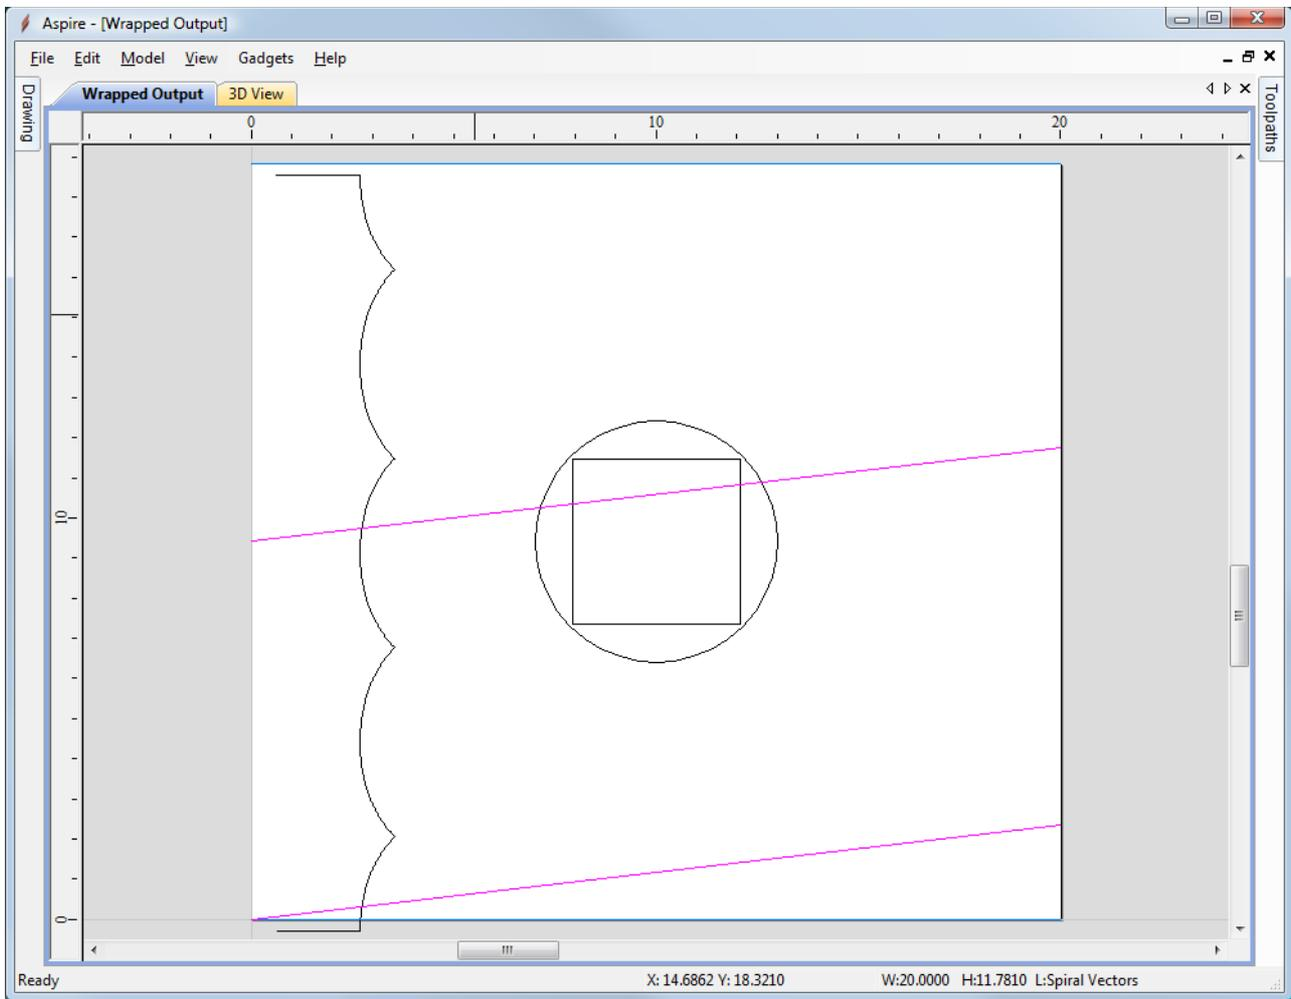 Aspire - [Wrapped Output]
File Edit Model View Gadgets Help
Drawing
Wrapped Output 3D View
Toolpaths
0 10 20
10
0
Ready X: 14.6862 Y: 18.3210 W:20.0000 H:11.7810 L:Spiral Vectors